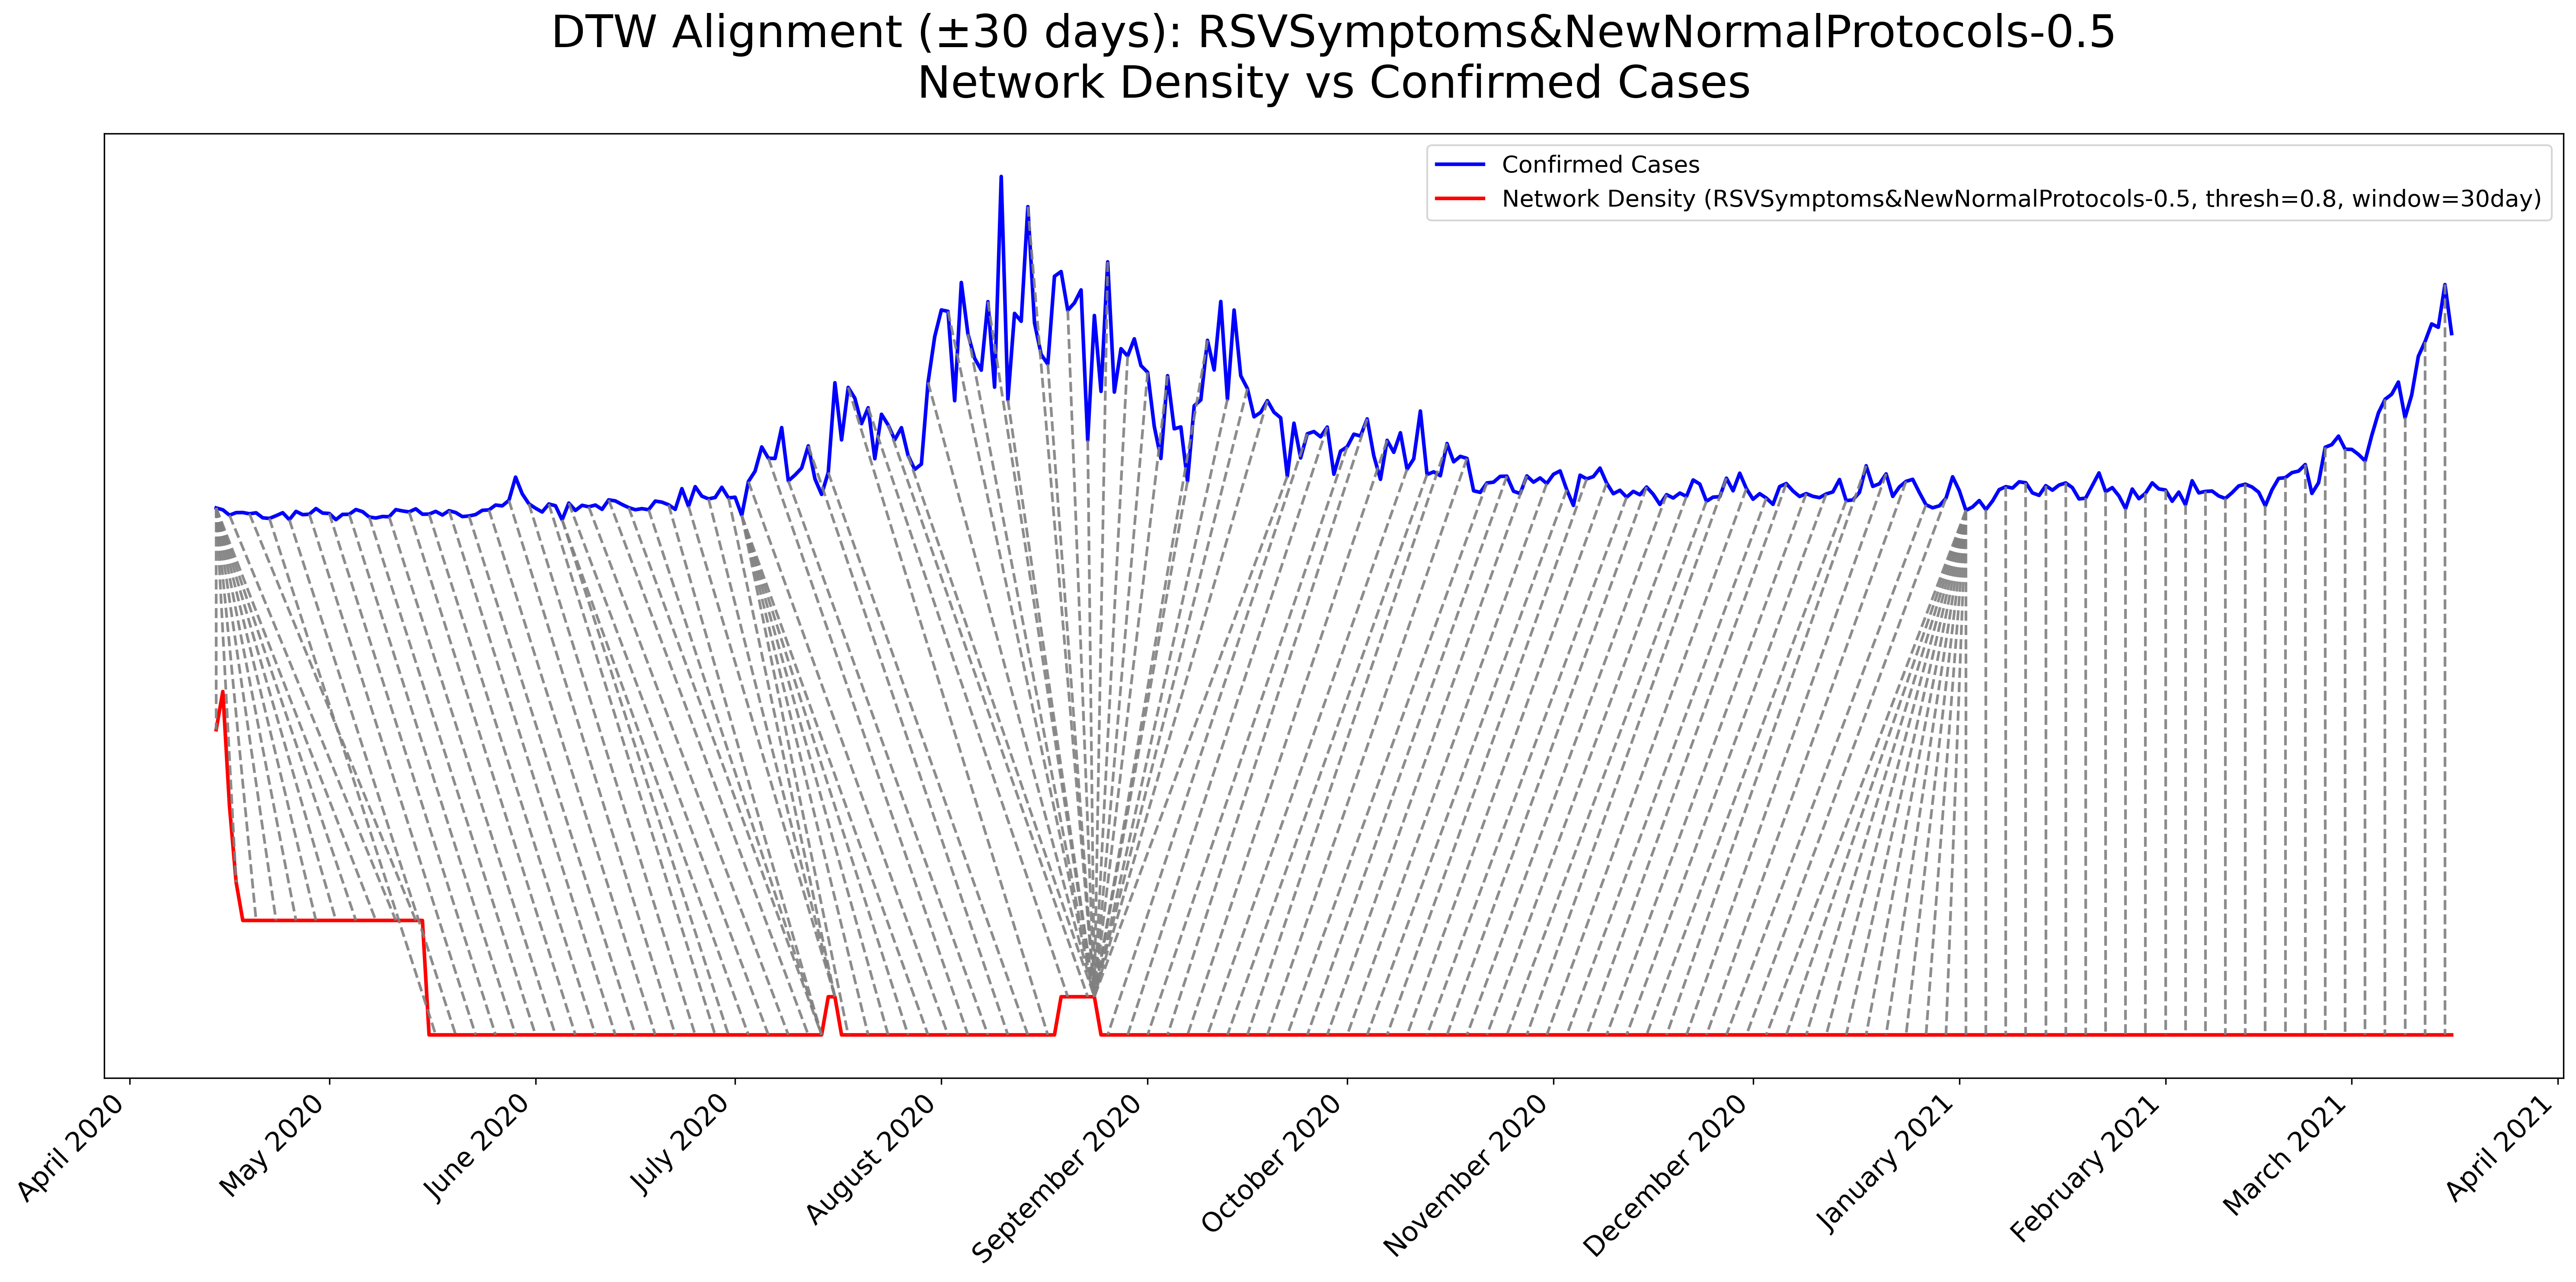 DTW Alignment (±30 days): RSVSymptoms&NewNormalProtocols-0.5
Network Density vs Confirmed Cases
Confirmed Cases
Network Density (RSVSymptoms&NewNormalProtocols-0.5, thresh=0.8, window=30day)
April 2020
May 2020
June 2020
July 2020
August 2020
September 2020
October 2020
November 2020
December 2020
January 2021
February 2021
March 2021
April 2021